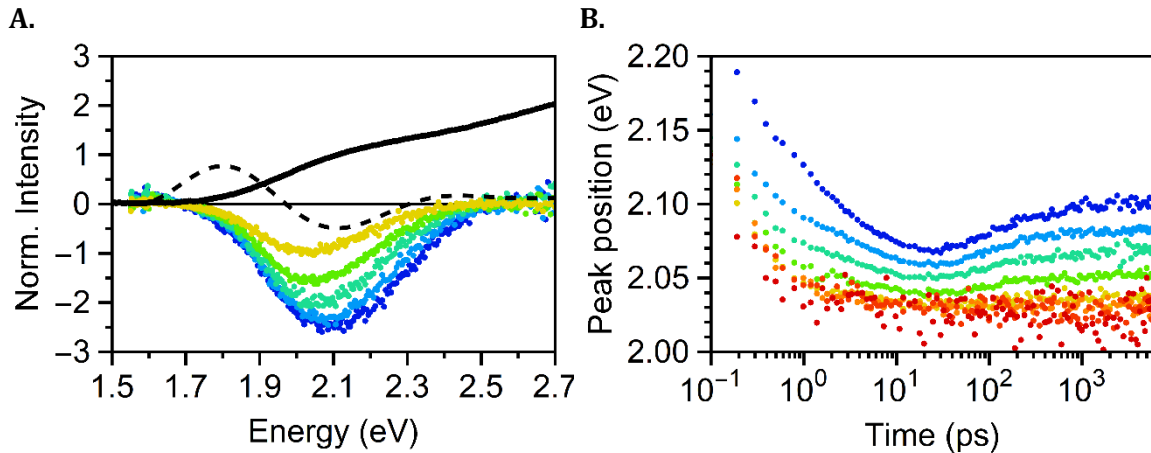 A.
B.
3
2
1
0
−1
−2
−3
Norm. Intensity
1.5 1.7 1.9 2.1 2.3 2.5 2.7
Energy (eV)
2.20
2.15
2.10
2.05
2.00
Peak position (eV)
10⁻¹ 10⁰ 10¹ 10² 10³
Time (ps)